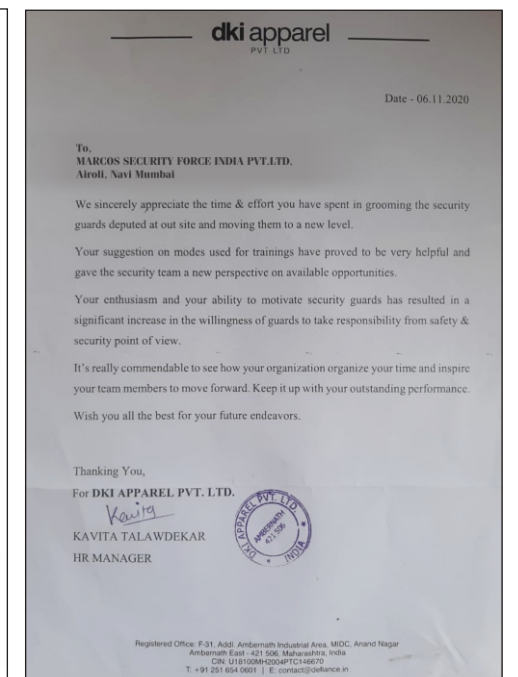 dki apparel
PVT LTD
Date - 06.11.2020
To,
MARCOS SECURITY FORCE INDIA PVT.LTD.
Airoli, Navi Mumbai
We sincerely appreciate the time & effort you have spent in grooming the security
guards deputed at out site and moving them to a new level.
Your suggestion on modes used for trainings have proved to be very helpful and
gave the security team a new perspective on available opportunities.
Your enthusiasm and your ability to motivate security guards has resulted in a
significant increase in the willingness of guards to take responsibility from safety &
security point of view.
It's really commendable to see how your organization organize your time and inspire
your team members to move forward. Keep it up with your outstanding performance.
Wish you all the best for your future endeavors.
Thanking You,
For DKI APPAREL PVT. LTD.
Kavita
DKI APPAREL PVT. LTD.
AMBERNATH
421 506
INDIA
KAVITA TALAWDEKAR
HR MANAGER
Registered Office: F-31, Addl. Ambernath Industrial Area, MIDC, Anand Nagar
Ambernath East - 421 506, Maharashtra, India
CIN: U18100MH2004PTC146670
T: +91 251 654 0601 | E: contact@defiance.in